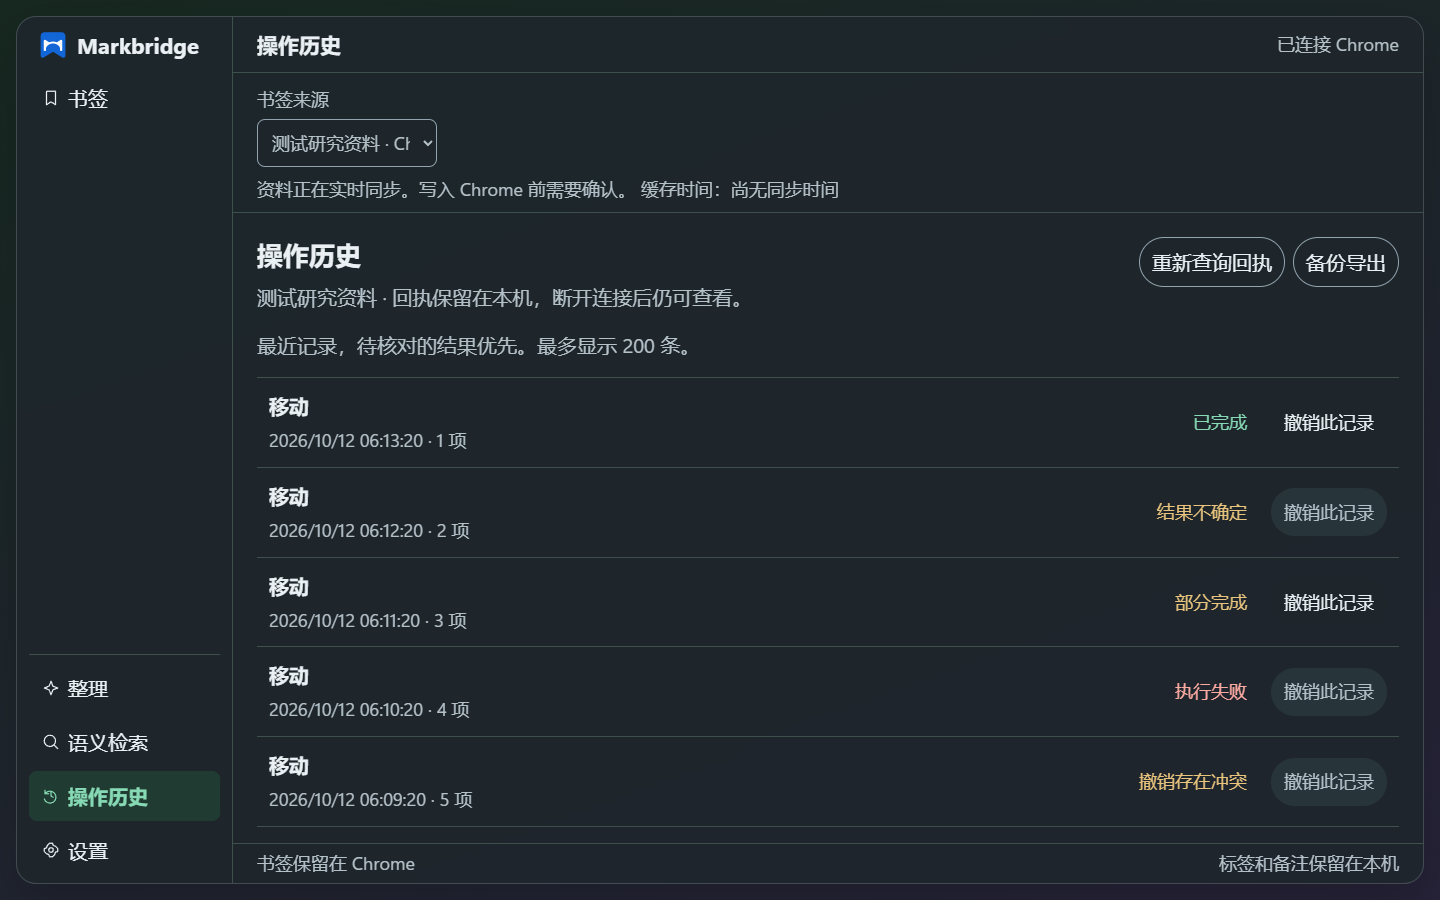 Markbridge
书签
整理
语义检索
操作历史
设置
操作历史
已连接 Chrome
书签来源
测试研究资料 · Ch
资料正在实时同步。写入 Chrome 前需要确认。 缓存时间：尚无同步时间
操作历史
重新查询回执
备份导出
测试研究资料 · 回执保留在本机，断开连接后仍可查看。
最近记录，待核对的结果优先。最多显示 200 条。
移动
2026/10/12 06:13:20 · 1 项
已完成
撤销此记录
移动
2026/10/12 06:12:20 · 2 项
结果不确定
撤销此记录
移动
2026/10/12 06:11:20 · 3 项
部分完成
撤销此记录
移动
2026/10/12 06:10:20 · 4 项
执行失败
撤销此记录
移动
2026/10/12 06:09:20 · 5 项
撤销存在冲突
撤销此记录
书签保留在 Chrome
标签和备注保留在本机